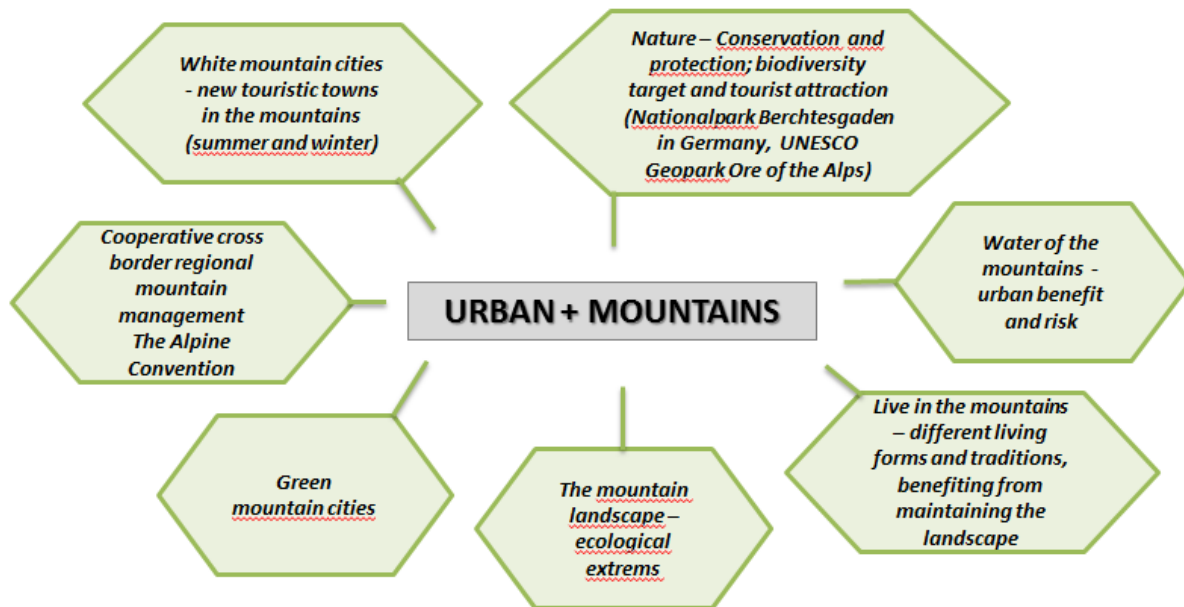 White mountain cities
- new touristic towns
in the mountains
(summer and winter)
Nature – Conservation and
protection; biodiversity
target and tourist attraction
(Nationalpark Berchtesgaden
in Germany, UNESCO
Geopark Ore of the Alps)
Cooperative cross
border regional
mountain
management
The Alpine
Convention
URBAN + MOUNTAINS
Water of the
mountains -
urban benefit
and risk
Green
mountain cities
The mountain
landscape –
ecological
extrems
Live in the mountains
– different living
forms and traditions,
benefiting from
maintaining the
landscape